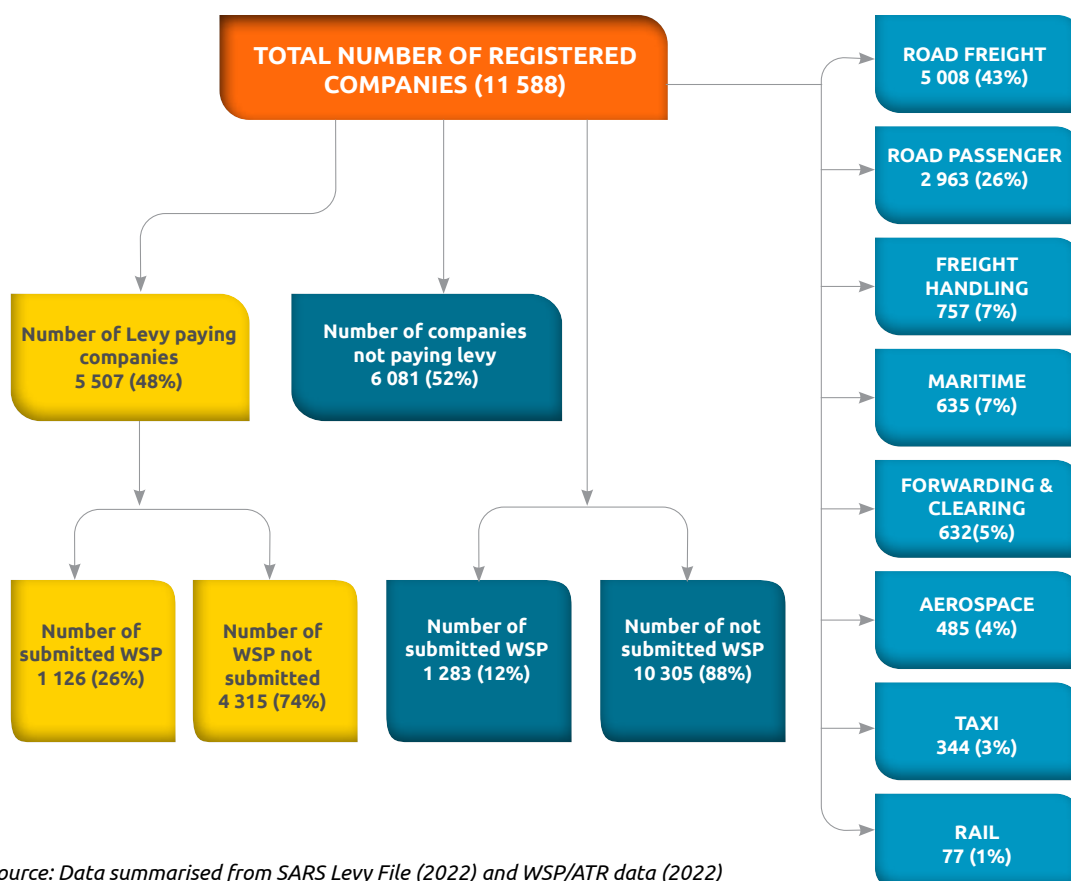 TOTAL NUMBER OF REGISTERED
COMPANIES (11 588)
Number of Levy paying
companies
5 507 (48%)
Number of companies
not paying levy
6 081 (52%)
Number of
submitted WSP
1 126 (26%)
Number of
WSP not
submitted
4 315 (74%)
Number of
submitted WSP
1 283 (12%)
Number of not
submitted WSP
10 305 (88%)
ROAD FREIGHT
5 008 (43%)
ROAD PASSENGER
2 963 (26%)
FREIGHT
HANDLING
757 (7%)
MARITIME
635 (7%)
FORWARDING &
CLEARING
632(5%)
AEROSPACE
485 (4%)
TAXI
344 (3%)
RAIL
77 (1%)
ource: Data summarised from SARS Levy File (2022) and WSP/ATR data (2022)